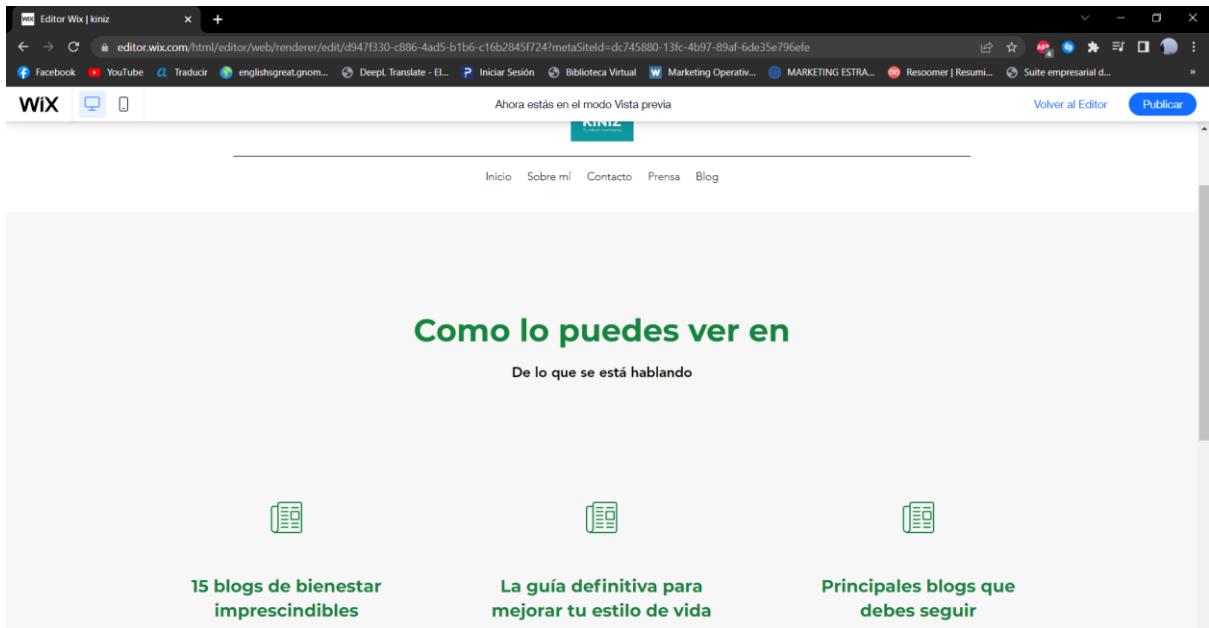 WiX Editor Wix | kiniz
editor.wix.com/html/editor/web/renderer/edit/d947f330-c886-4ad5-b1b6-c16b2845f724?metaSiteId=dc745880-13fc-4b97-89af-6de35e796efe
Facebook YouTube Traducir englishsgreat.gnom... DeepL Translate - El... Iniciar Sesión Biblioteca Virtual Marketing Operativ... MARKETING ESTRA... Resoomer | Resumi... Suite empresarial d...
WiX Ahora estás en el modo Vista previa Volver al Editor Publicar
KINIZ
Inicio Sobre mí Contacto Prensa Blog
Como lo puedes ver en
De lo que se está hablando
15 blogs de bienestar
imprescindibles
La guía definitiva para
mejorar tu estilo de vida
Principales blogs que
debes seguir